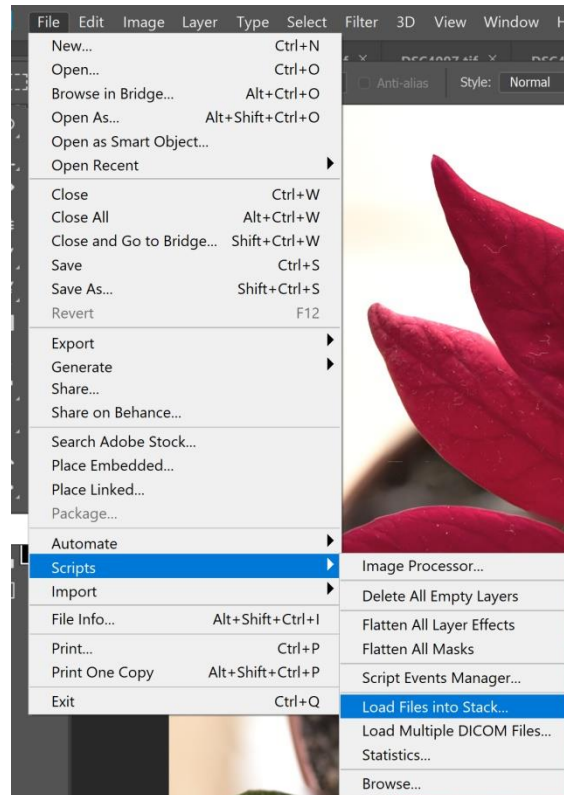 File Edit Image Layer Type Select Filter 3D View Window H
New... Ctrl+N
Open... Ctrl+O
Browse in Bridge... Alt+Ctrl+O
Open As... Alt+Shift+Ctrl+O
Open as Smart Object...
Open Recent
Close Ctrl+W
Close All Alt+Ctrl+W
Close and Go to Bridge... Shift+Ctrl+W
Save Ctrl+S
Save As... Shift+Ctrl+S
Revert F12
Export
Generate
Share...
Share on Behance...
Search Adobe Stock...
Place Embedded...
Place Linked...
Package...
Automate
Scripts
Import
File Info... Alt+Shift+Ctrl+I
Print... Ctrl+P
Print One Copy Alt+Shift+Ctrl+P
Exit Ctrl+Q
Anti-alias Style: Normal
Image Processor...
Delete All Empty Layers
Flatten All Layer Effects
Flatten All Masks
Script Events Manager...
Load Files into Stack...
Load Multiple DICOM Files...
Statistics...
Browse...